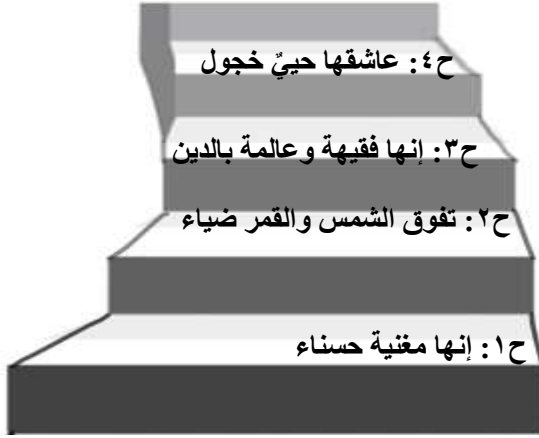 ح٤: عاشقها حييٌ خجول
ح٣: إنها فقيهة وعالمة بالدين
ح٢: تفوق الشمس والقمر ضياء
ح١: إنها مغنية حسناء